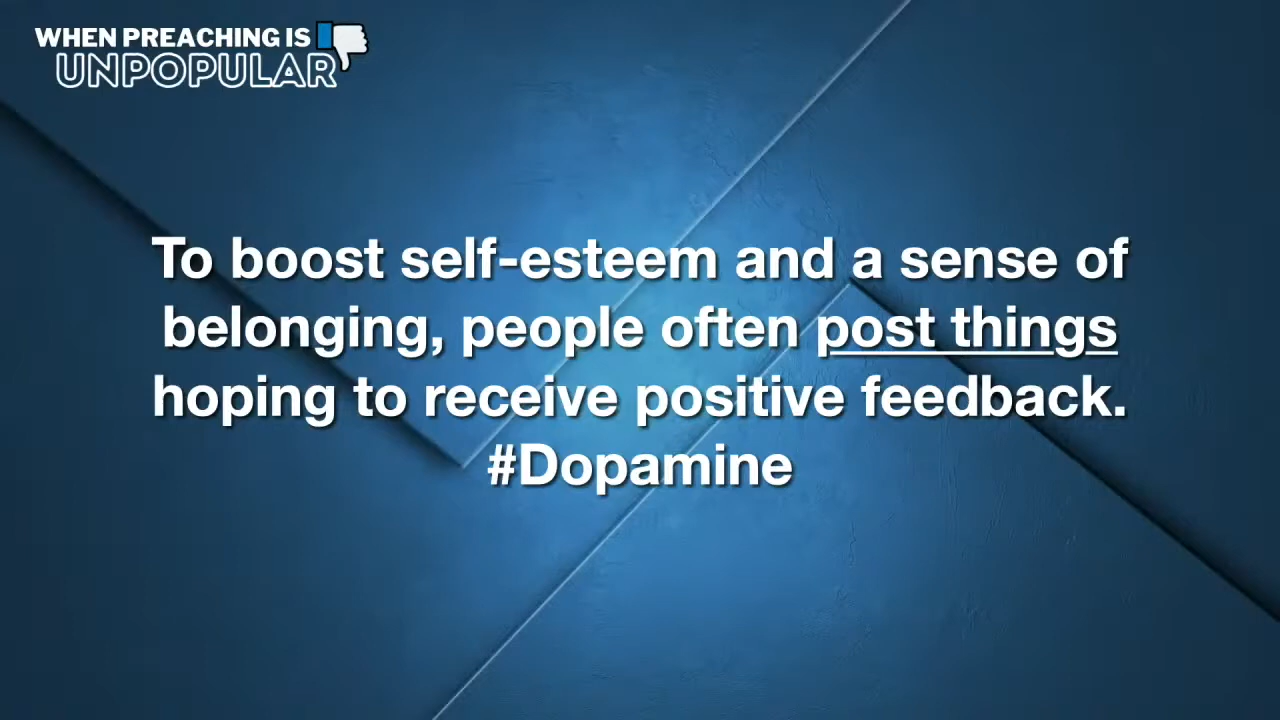 WHEN PREACHING IS
UNPOPULAR
To boost self-esteem and a sense of
belonging, people often post things
hoping to receive positive feedback.
#Dopamine